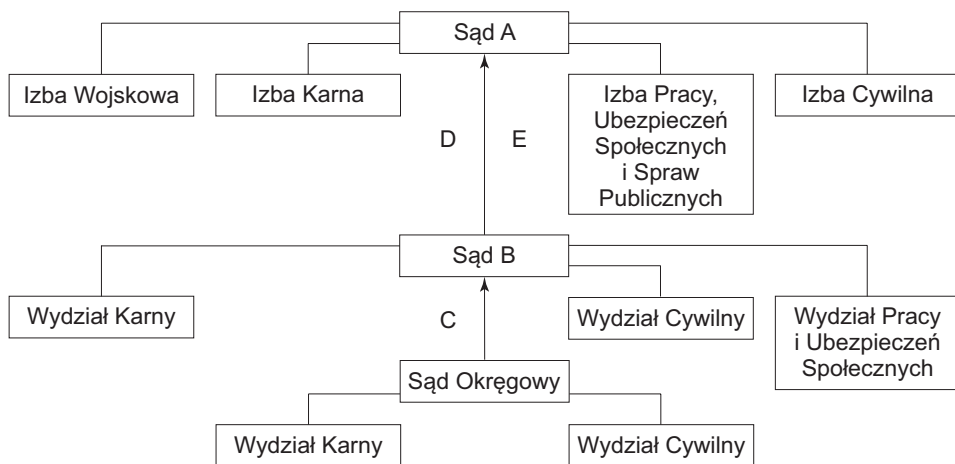 Sąd A
Izba Wojskowa
Izba Karna
Izba Pracy,
Ubezpieczeń
Społecznych
i Spraw
Publicznych
Izba Cywilna
D
E
Sąd B
Wydział Karny
C
Wydział Cywilny
Wydział Pracy
i Ubezpieczeń
Społecznych
Sąd Okręgowy
Wydział Karny
Wydział Cywilny